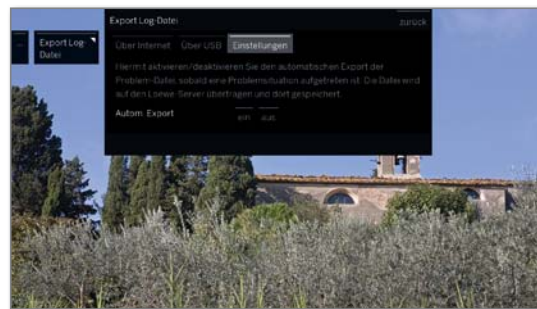 Export Log-Datei
zurück
...
Export Log-
Datei
Über Internet Über USB Einstellungen
Hiermit aktivieren/deaktivieren Sie den automatischen Export der
Problem-Datei, sobald eine Problemsituation aufgetreten ist. Die Datei wird
auf den Loewe-Server übertragen und dort gespeichert.
Autom. Export
ein aus